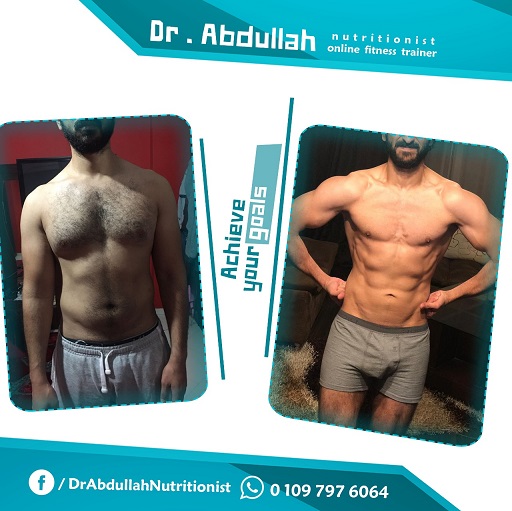 Dr . Abdullah
nutritionist
online fitness trainer
Achieve
your goals
/ DrAbdullahNutritionist
0 109 797 6064